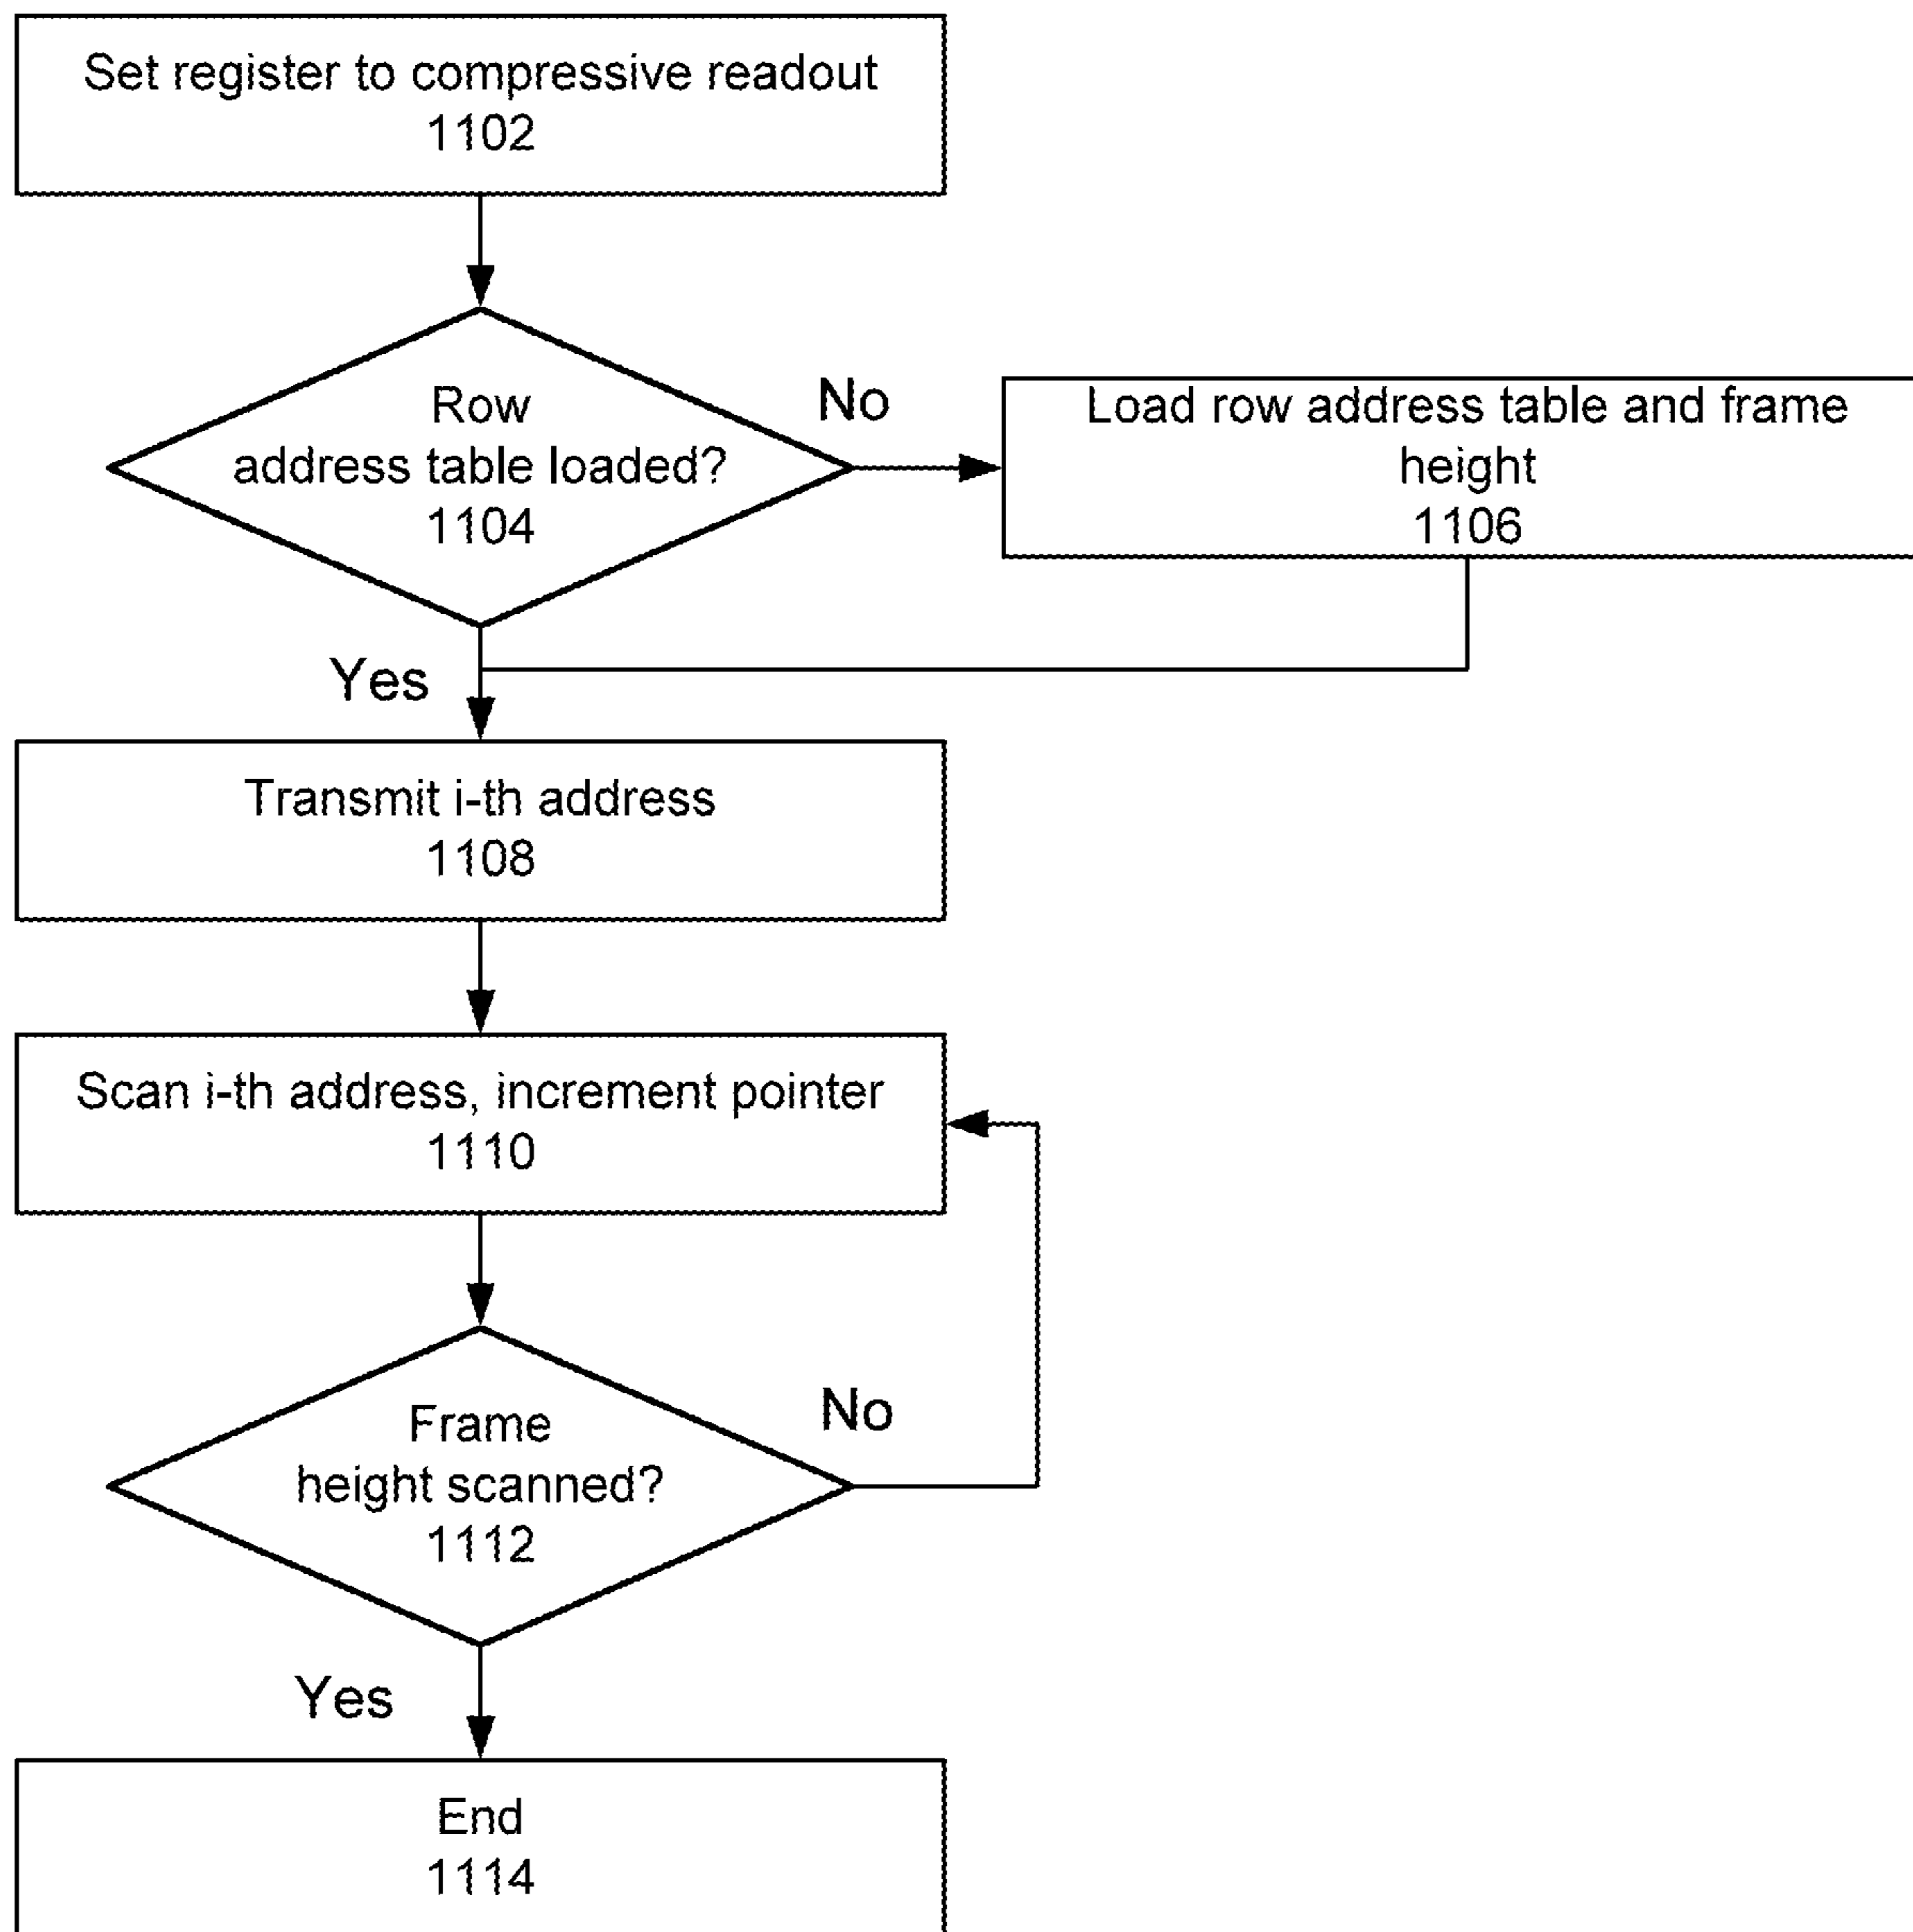 Set register to compressive readout
1102
Row
address table loaded?
1104
No
Load row address table and frame
height
1106
Yes
Transmit i-th address
1108
Scan i-th address, increment pointer
1110
Frame
height scanned?
1112
No
Yes
End
1114